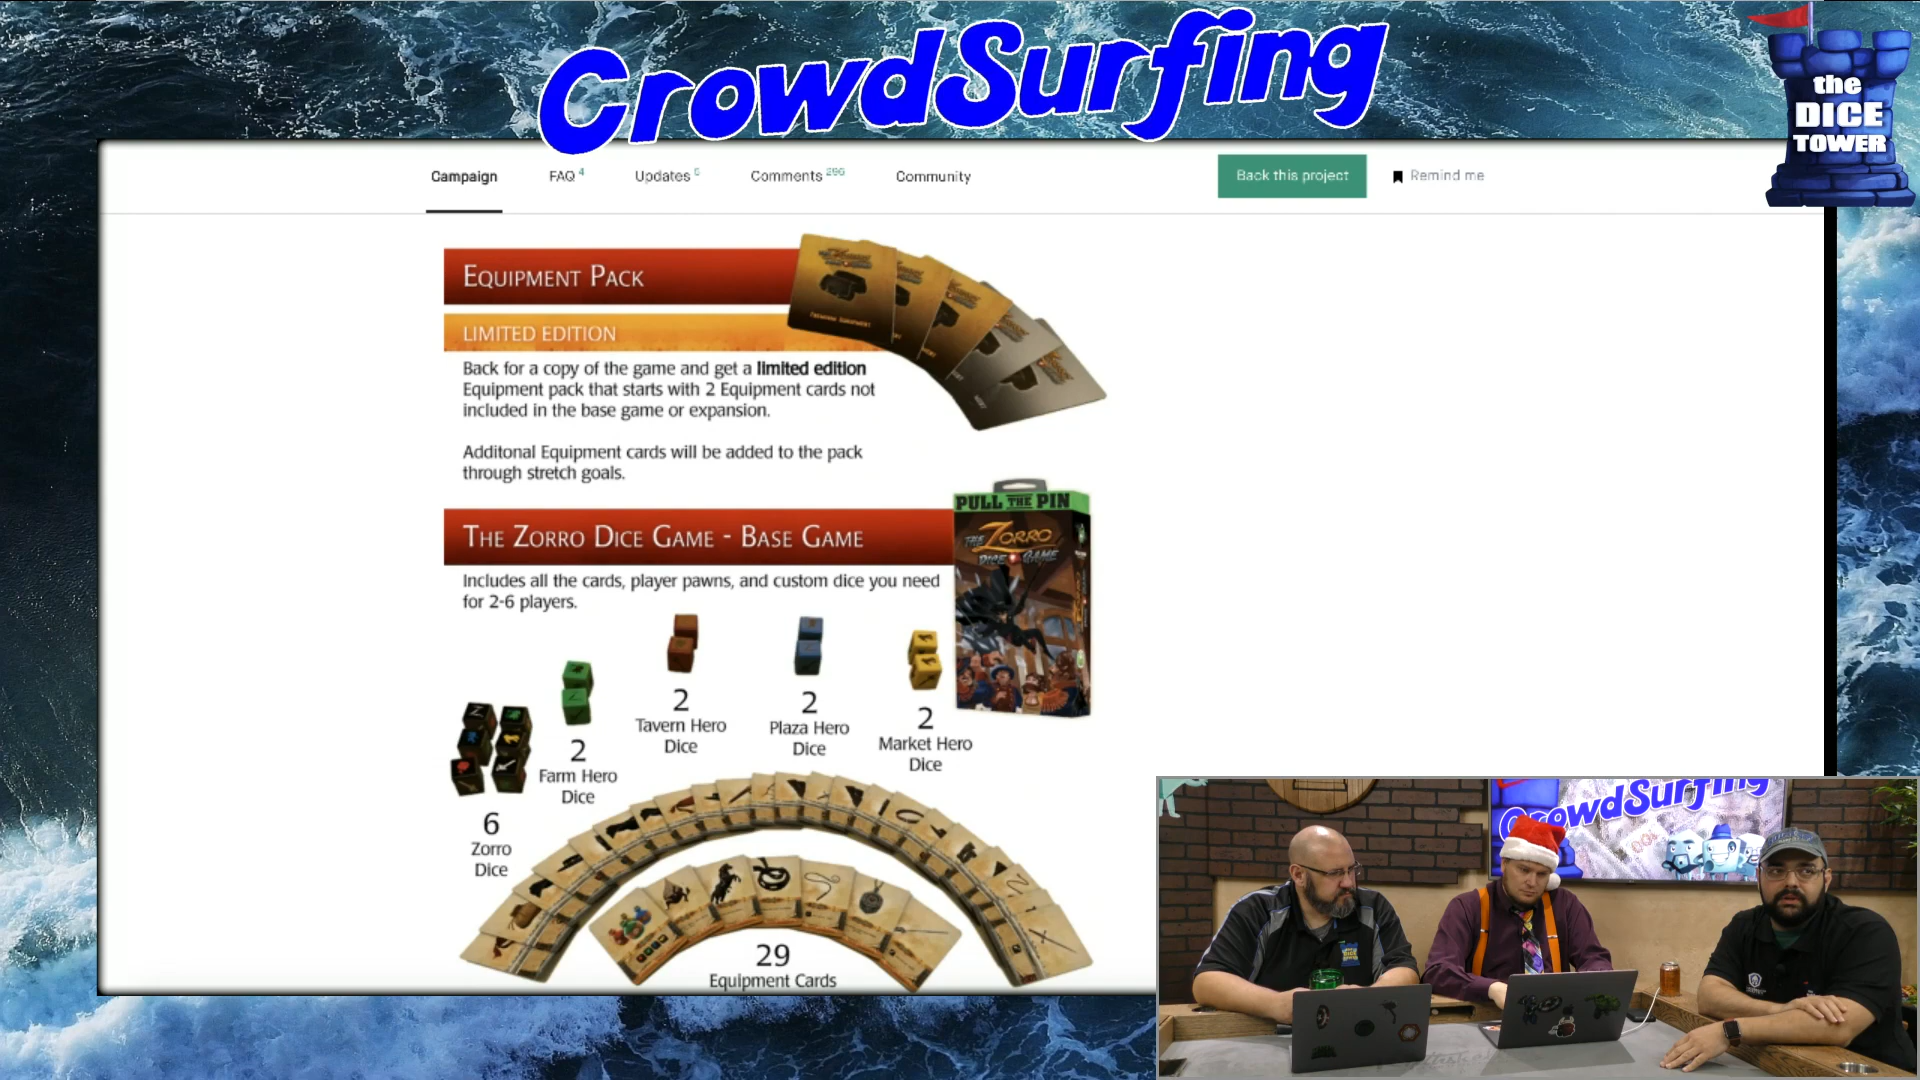 CrowdSurfing
the
DICE
TOWER
Campaign
FAQ 4
Updates
Comments 296
Community
Back this project
Remind me
EQUIPMENT PACK
LIMITED EDITION
Back for a copy of the game and get a limited edition
Equipment pack that starts with 2 Equipment cards not
included in the base game or expansion.
Additonal Equipment cards will be added to the pack
through stretch goals.
PULL THE PIN
THE ZORRO
DICE GAME
THE ZORRO DICE GAME - BASE GAME
Includes all the cards, player pawns, and custom dice you need
for 2-6 players.
2
Tavern Hero
Dice
2
Plaza Hero
Dice
2
Market Hero
Dice
2
Farm Hero
Dice
6
Zorro
Dice
29
Equipment Cards
CrowdSurfing